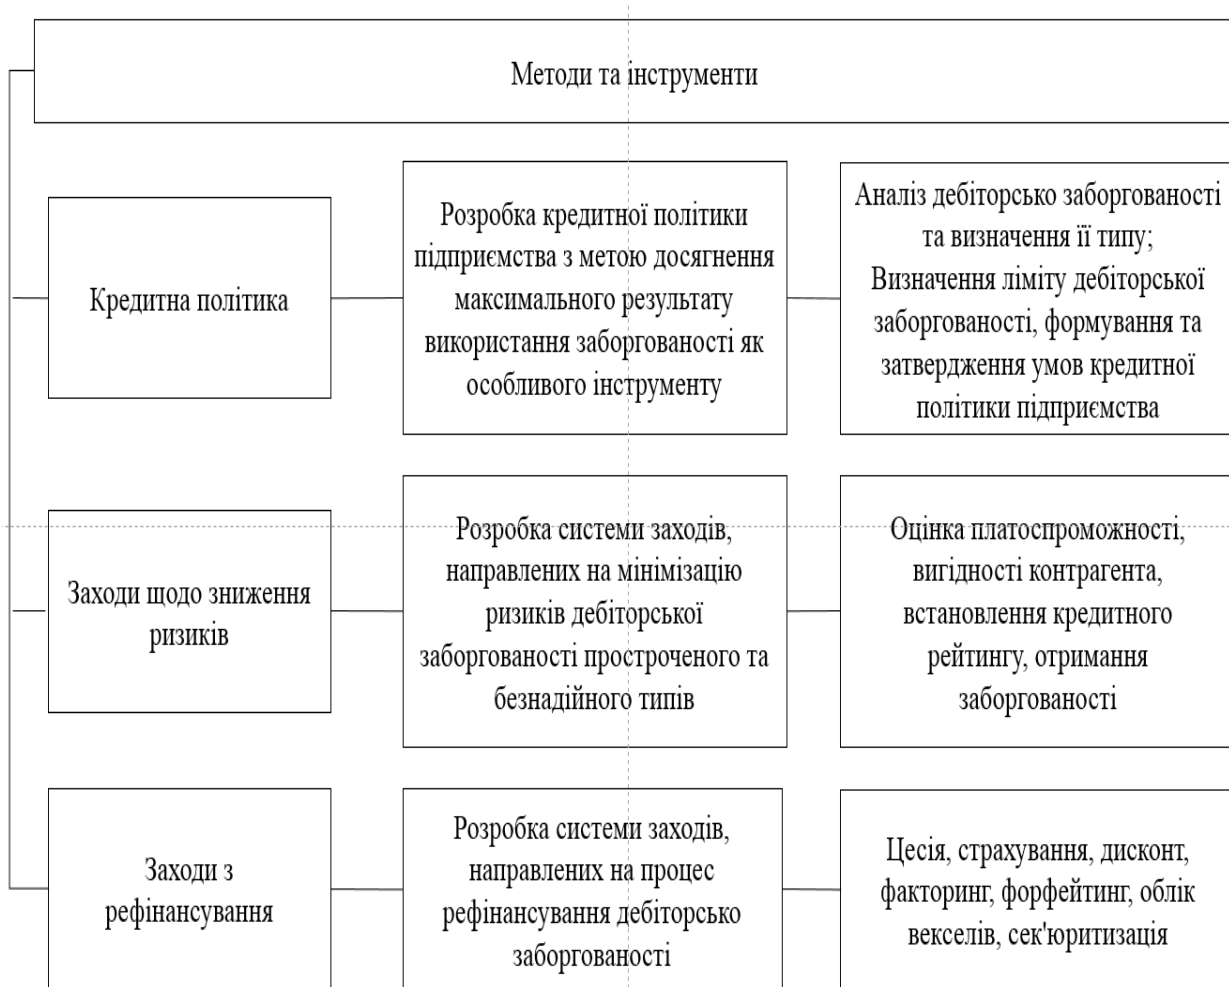 Методи та інструменти
Кредитна політика
Розробка кредитної політики
підприємства з метою досягнення
максимального результату
використання заборгованості як
особливого інструменту
Аналіз дебіторсько заборгованості
та визначення її типу;
Визначення ліміту дебіторської
заборгованості, формування та
затвердження умов кредитної
політики підприємства
Заходи щодо зниження
ризиків
Розробка системи заходів,
направлених на мінімізацію
ризиків дебіторської
заборгованості простроченого та
безнадійного типів
Оцінка платоспроможності,
вигідності контрагента,
встановлення кредитного
рейтингу, отримання
заборгованості
Заходи з
рефінансування
Розробка системи заходів,
направлених на процес
рефінансування дебіторсько
заборгованості
Цесія, страхування, дисконт,
факторинг, форфейтинг, облік
векселів, сек'юритизація